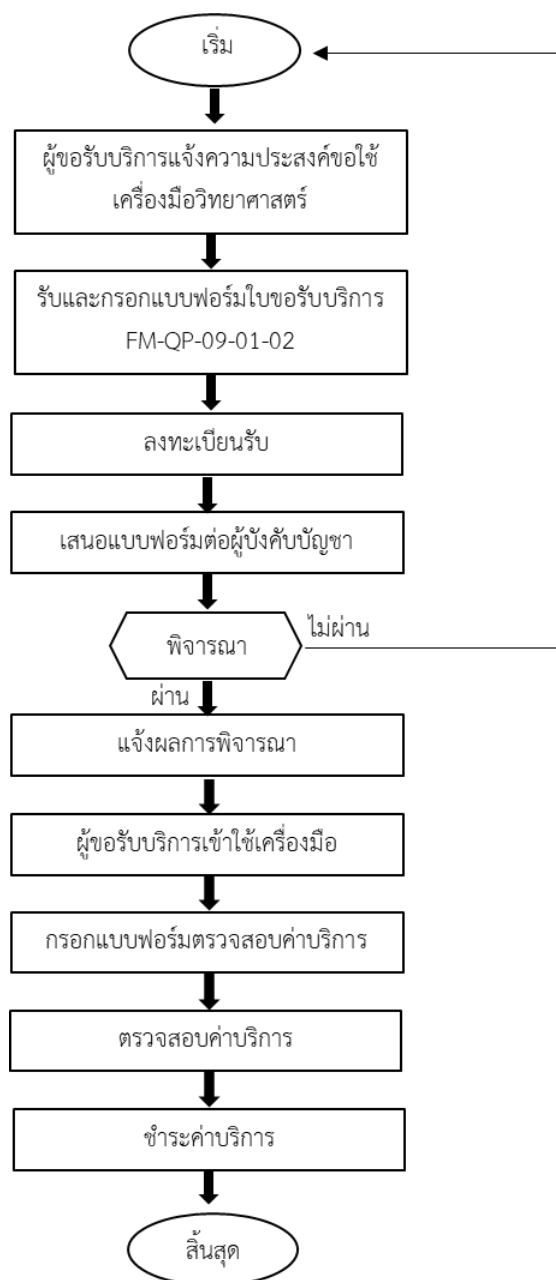 เริ่ม
ผู้ขอรับบริการแจ้งความประสงค์ขอใช้
เครื่องมือวิทยาศาสตร์
รับและกรอกแบบฟอร์มใบขอรับบริการ
FM-QP-09-01-02
ลงทะเบียนรับ
เสนอแบบฟอร์มต่อผู้บังคับบัญชา
พิจารณา
ไม่ผ่าน
ผ่าน
แจ้งผลการพิจารณา
ผู้ขอรับบริการเข้าใช้เครื่องมือ
กรอกแบบฟอร์มตรวจสอบค่าบริการ
ตรวจสอบค่าบริการ
ชำระค่าบริการ
สิ้นสุด